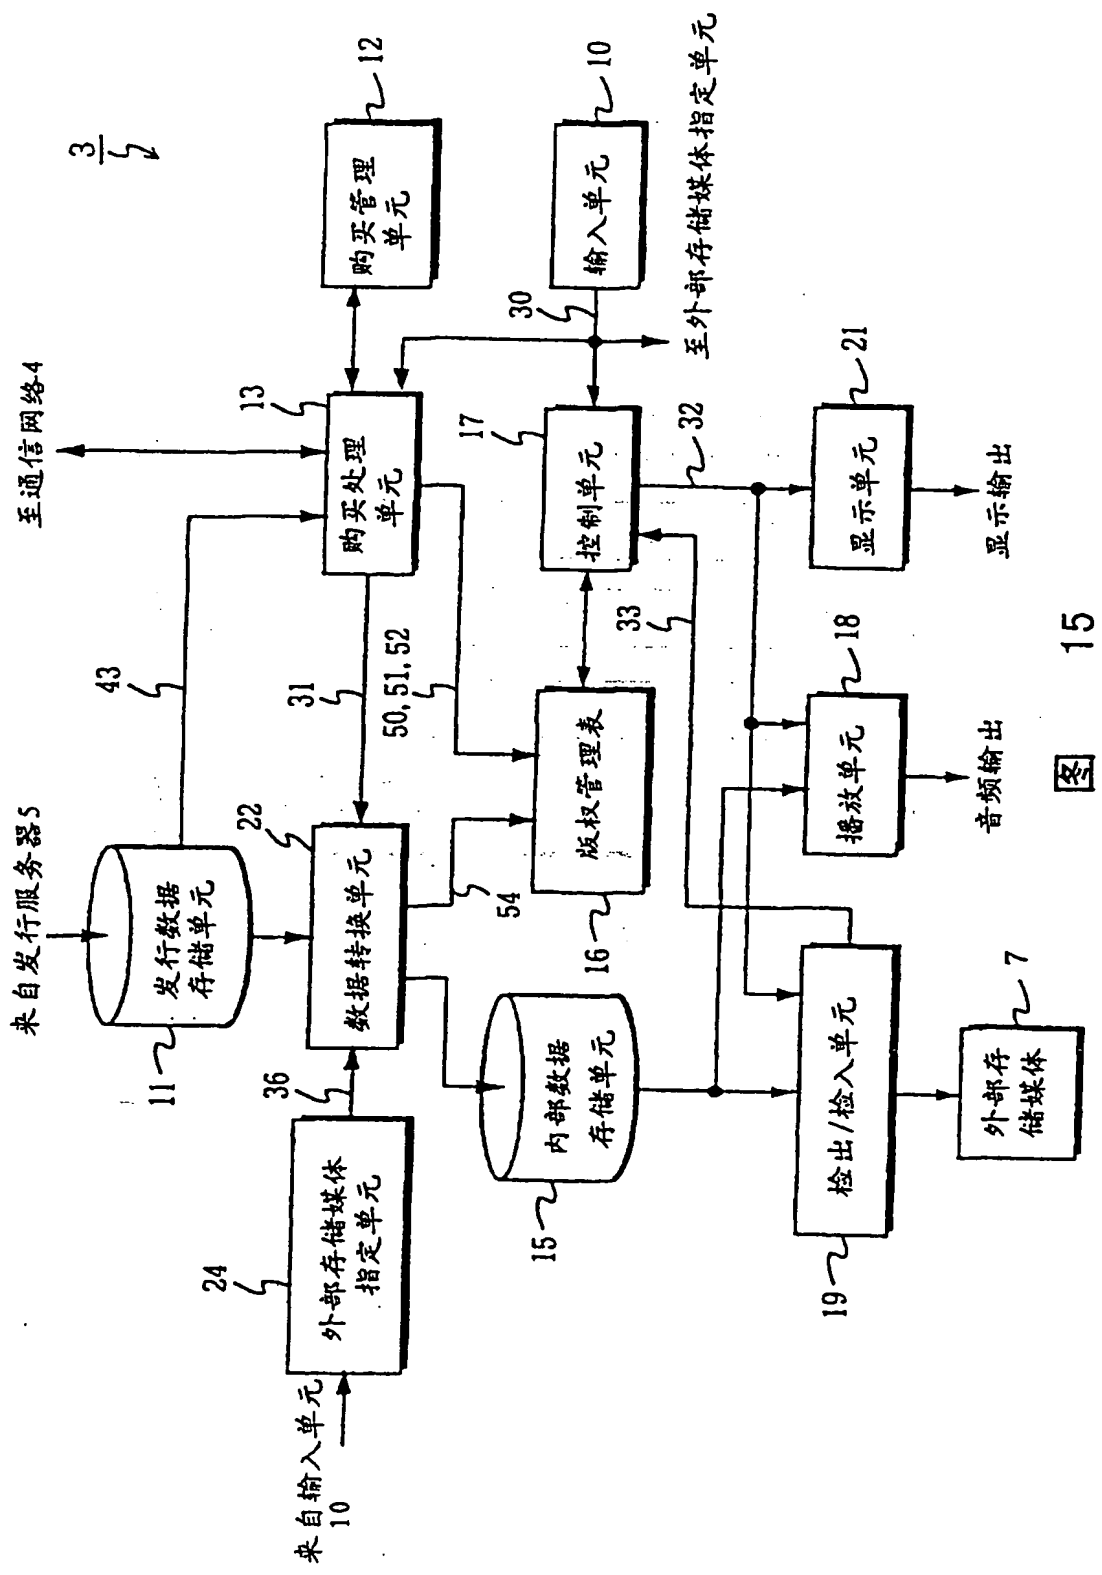 3
来自发行服务器5
至通信网络4
43
13
12
11
发行数据
存储单元
购买处理
单元
购买管理
单元
31
22
50,51,52
30
10
输入单元
至外部存储媒体指定单元
来自输入单元
10
24
外部存储媒体
指定单元
36
数据转换单元
54
17
控制单元
版权管理表
16
33
32
15
内部数据
存储单元
19
检出/检入单元
18
播放单元
21
显示单元
7
外部存
储媒体
音频输出
显示输出
图 15